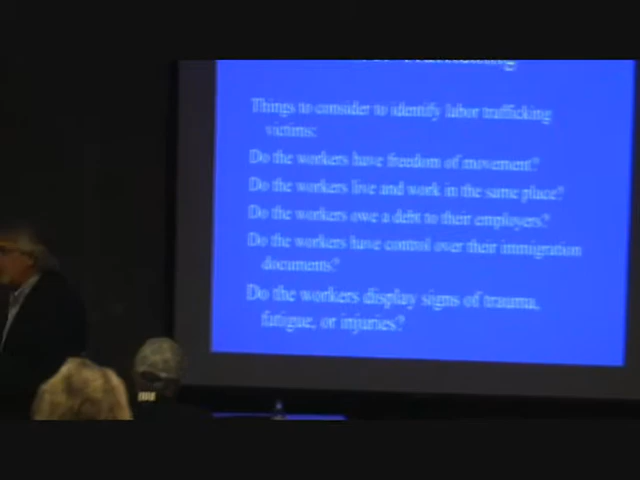 Things to consider to identify labor trafficking
victims:
Do the workers have freedom of movement?
Do the workers live and work in the same place?
Do the workers owe a debt to their employers?
Do the workers have control over their immigration
documents?
Do the workers display signs of trauma,
fatigue, or injuries?